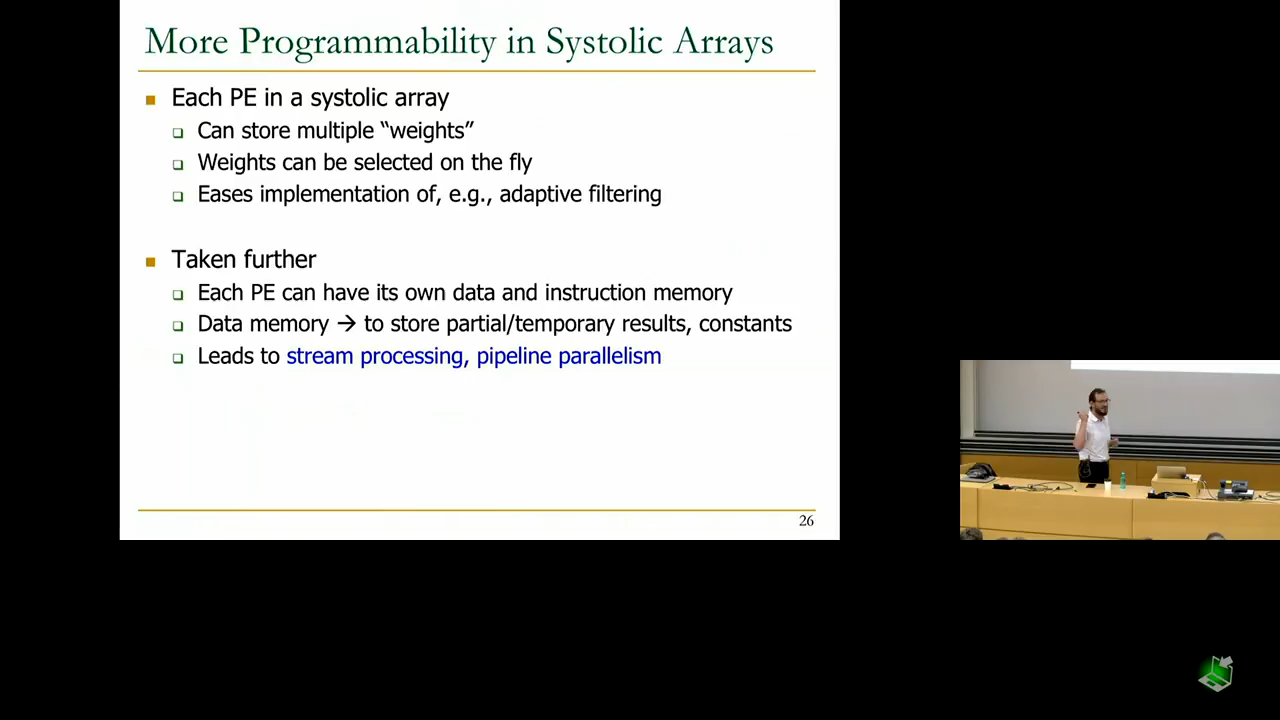 More Programmability in Systolic Arrays
Each PE in a systolic array
Can store multiple “weights”
Weights can be selected on the fly
Eases implementation of, e.g., adaptive filtering
Taken further
Each PE can have its own data and instruction memory
Data memory → to store partial/temporary results, constants
Leads to stream processing, pipeline parallelism
26